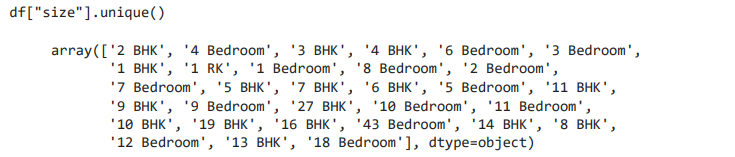 df["size"].unique()
array(['2 BHK', '4 Bedroom', '3 BHK', '4 BHK', '6 Bedroom', '3 Bedroom',
'1 BHK', '1 RK', '1 Bedroom', '8 Bedroom', '2 Bedroom',
'7 Bedroom', '5 BHK', '7 BHK', '6 BHK', '5 Bedroom', '11 BHK',
'9 BHK', '9 Bedroom', '27 BHK', '10 Bedroom', '11 Bedroom',
'10 BHK', '19 BHK', '16 BHK', '43 Bedroom', '14 BHK', '8 BHK',
'12 Bedroom', '13 BHK', '18 Bedroom'], dtype=object)